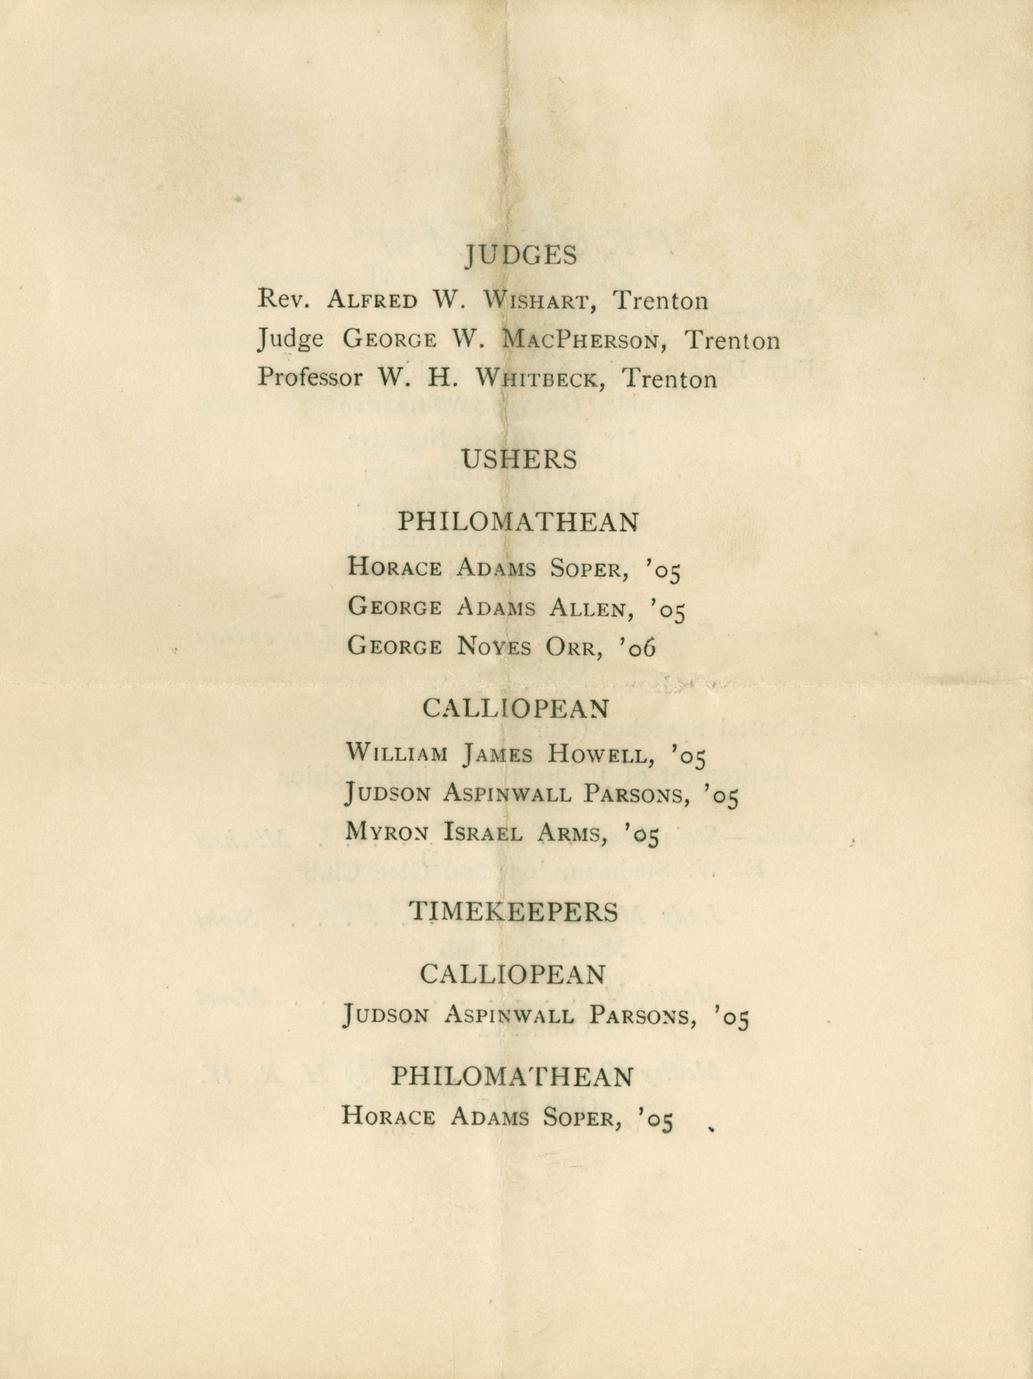 JUDGES
Rev. ALFRED W. WISHART, Trenton
Judge GEORGE W. MACPHERSON, Trenton
Professor W. H. WHITBECK, Trenton
USHERS
PHILOMATHEAN
HORACE ADAMS SOPER, '05
GEORGE ADAMS ALLEN, '05
GEORGE NOYES ORR, '06
CALLIOPEAN
WILLIAM JAMES HOWELL, '05
JUDSON ASPINWALL PARSONS, '05
MYRON ISRAEL ARMS, '05
TIMEKEEPERS
CALLIOPEAN
JUDSON ASPINWALL PARSONS, '05
PHILOMATHEAN
HORACE ADAMS SOPER, '05